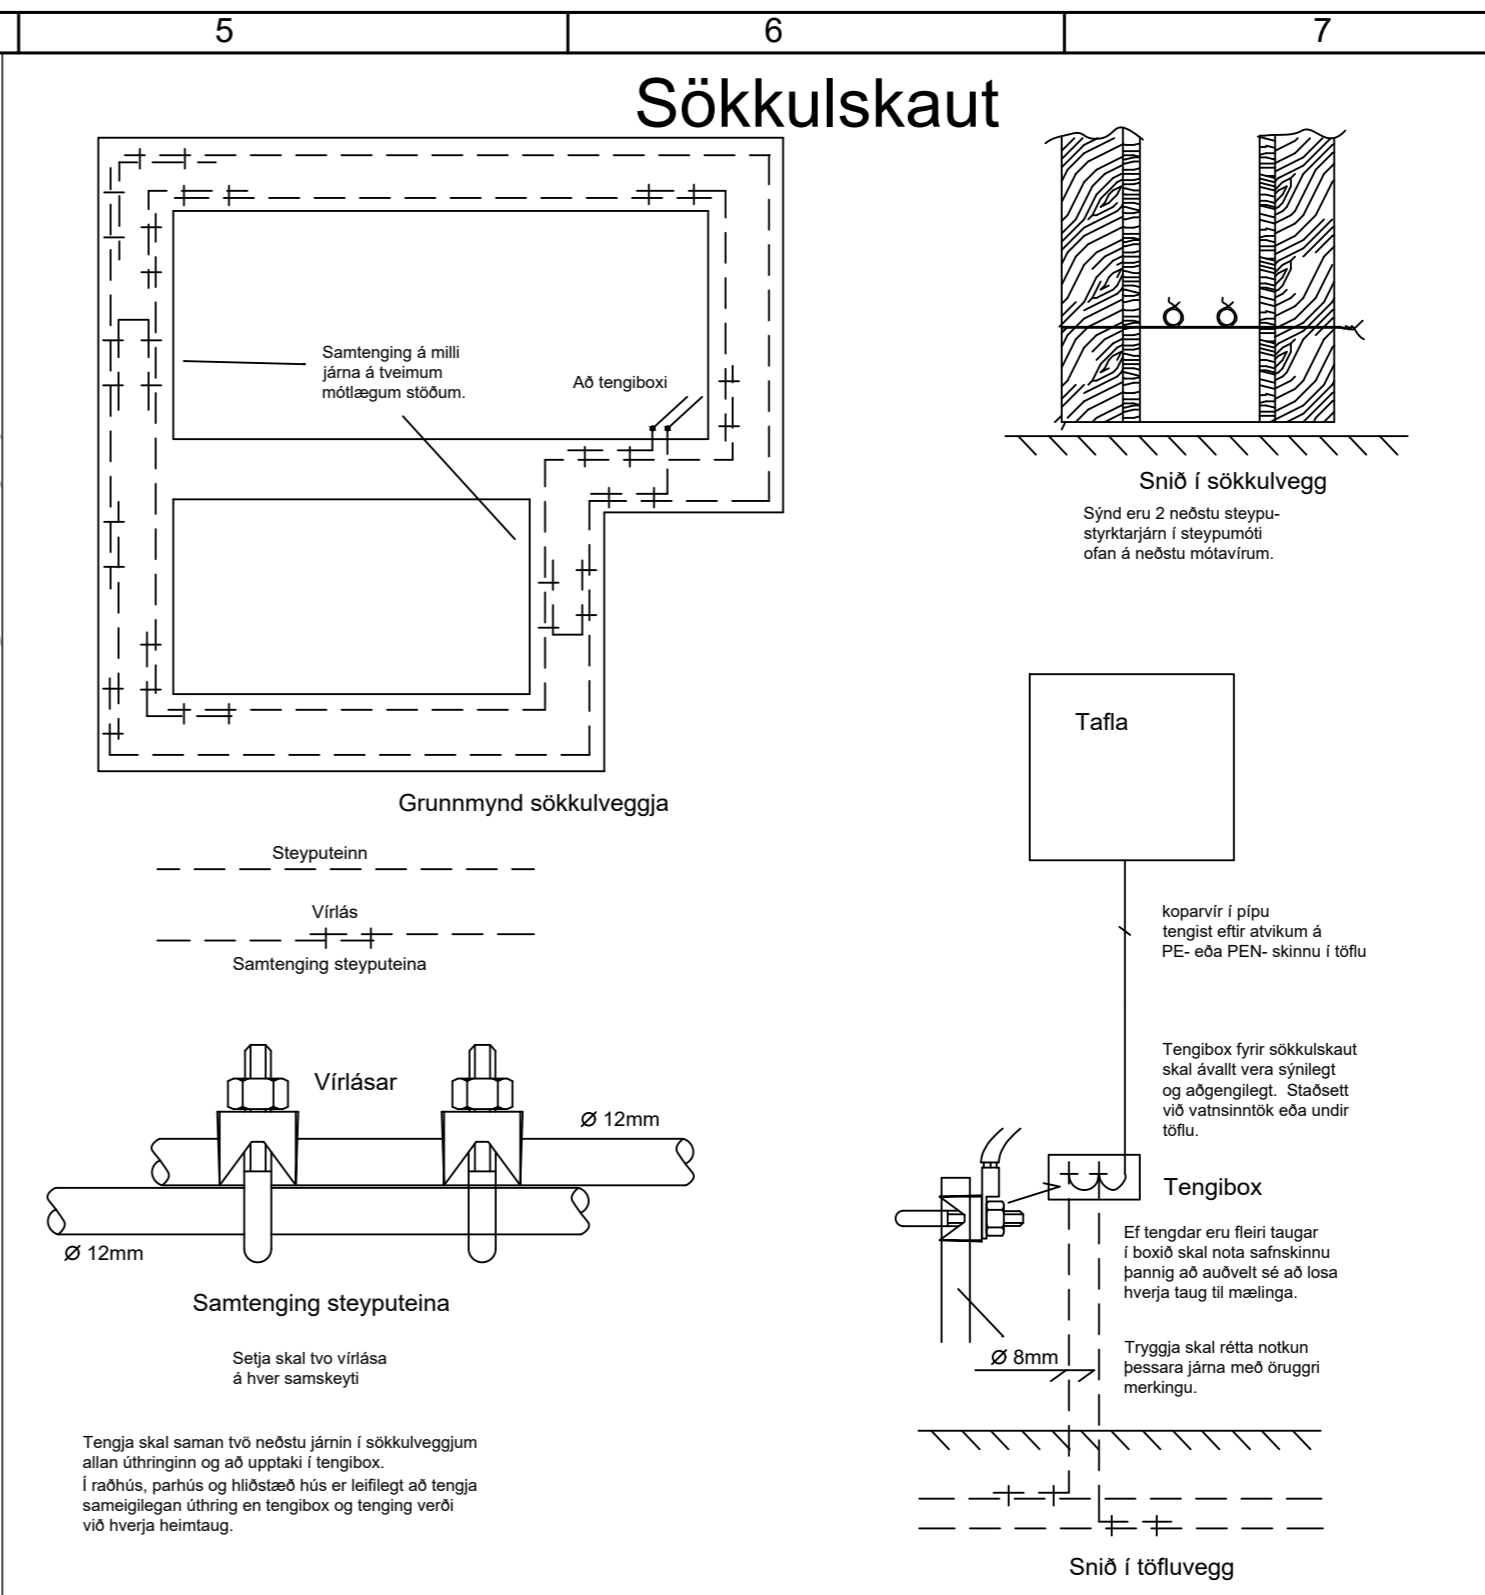 5
6
7
Sökkulskaut
Samtenging á milli
járna á tveimum
mótlægum stöðum.
Að tengiboxi
Grunnmynd sökkulveggja
Snið í sökkulvegg
Sýnd eru 2 neðstu steypu-
styrktarjárn í steypumóti
ofan á neðstu mótavírum.
Steyputeinn
Vírlás
Samtenging steyputeina
Vírlásar
Ø 12mm
Ø 12mm
Samtenging steyputeina
Setja skal tvo vírlása
á hver samskeyti
Tengja skal saman tvö neðstu járnin í sökkulveggjum
allan úthringinn og að upptaki í tengibox.
Í raðhús, parhús og hliðstæð hús er leifilegt að tengja
sameigilegan úthring en tengibox og tenging verði
við hverja heimtaug.
Tafla
koparvír í pípu
tengist eftir atvikum á
PE- eða PEN- skinnu í töflu
Tengibox fyrir sökkulskaut
skal ávallt vera sýnilegt
og aðgengilegt. Staðsett
við vatnsinntök eða undir
töflu.
Tengibox
Ef tengdar eru fleiri taugar
í boxið skal nota safnskinnu
þannig að auðvelt sé að losa
hverja taug til mælinga.
Ø 8mm
Tryggja skal rétta notkun
þessara járna með öruggri
merkingu.
Snið í töfluvegg